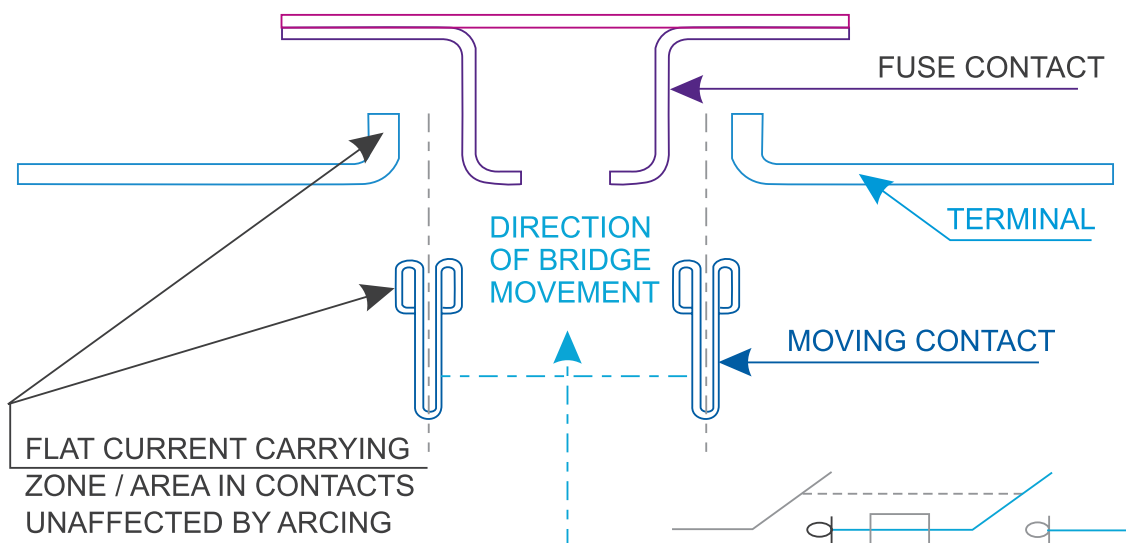 FUSE CONTACT
TERMINAL
DIRECTION
OF BRIDGE
MOVEMENT
MOVING CONTACT
FLAT CURRENT CARRYING
ZONE / AREA IN CONTACTS
UNAFFECTED BY ARCING